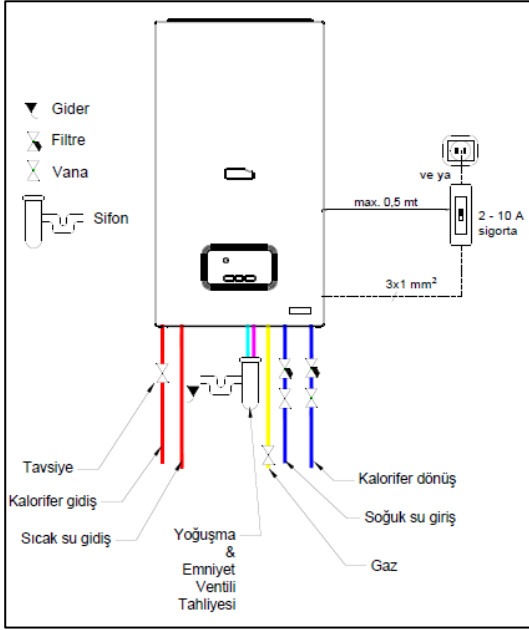 Gider
Filtre
Vana
Sifon
ve ya
max. 0,5 mt
2 - 10 A
sigorta
3x1 mm²
Tavsiye
Kalorifer gidiş
Sıcak su gidiş
Yoğuşma
&
Emniyet
Ventili
Tahliyesi
Kalorifer dönüş
Soğuk su giriş
Gaz